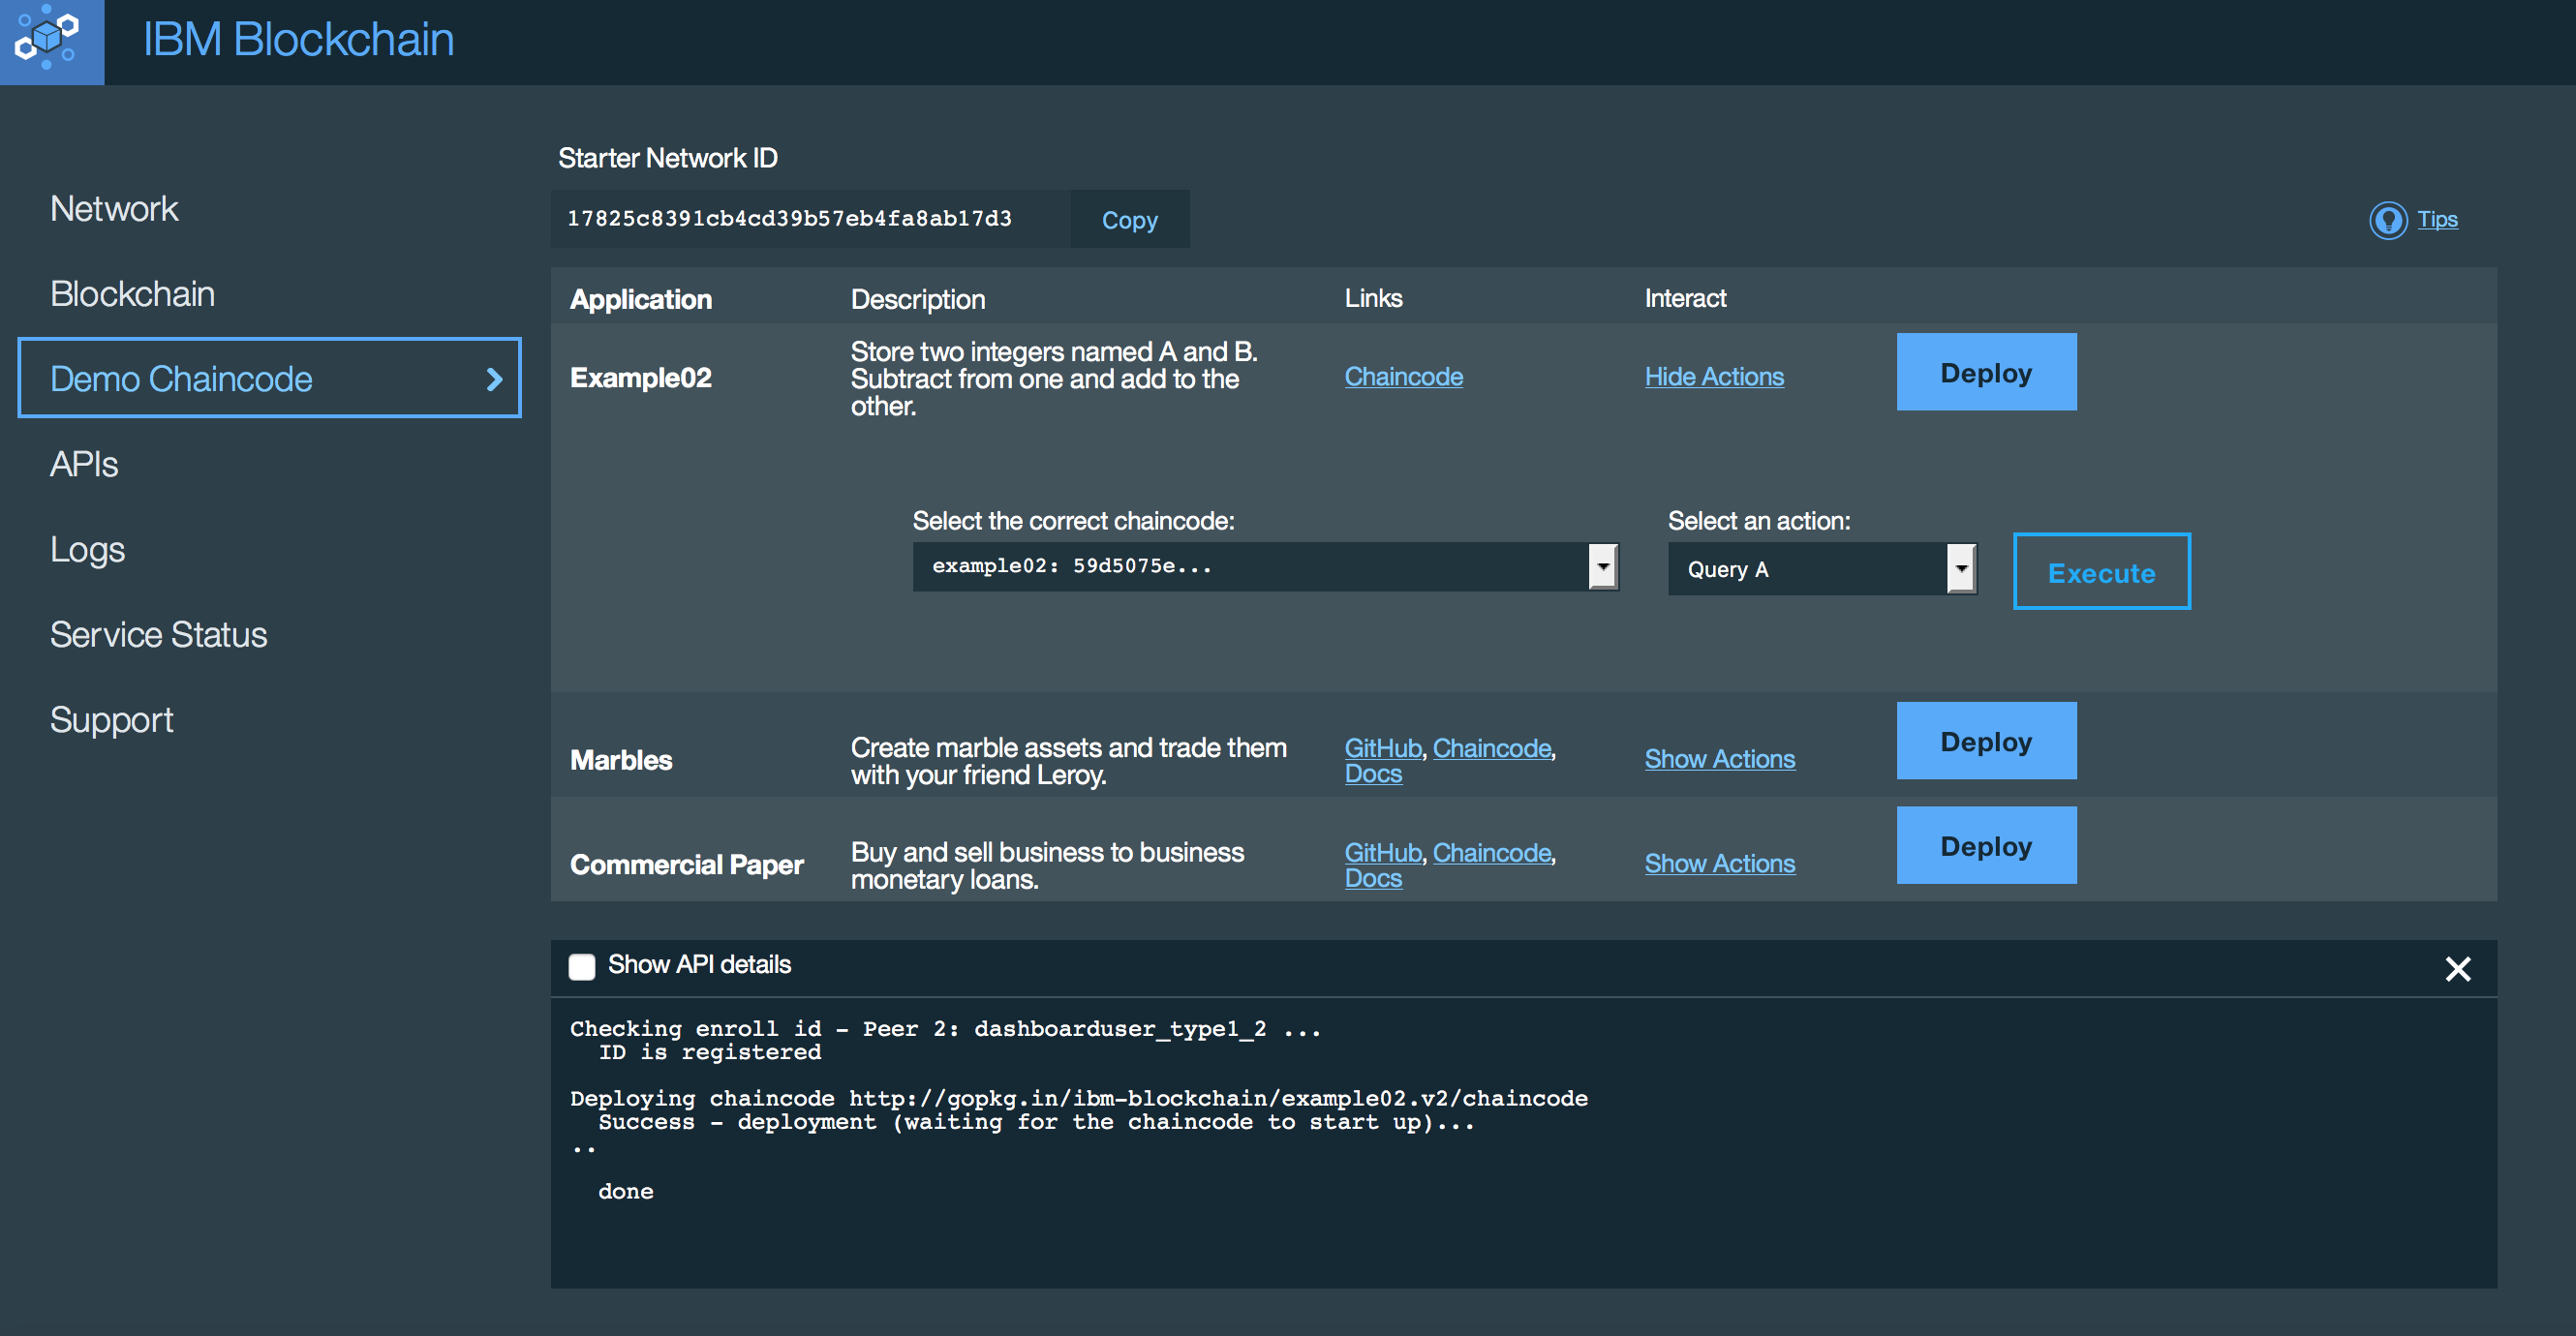 IBM Blockchain
Network
Blockchain
Demo Chaincode
APIs
Logs
Service Status
Support
Starter Network ID
17825c8391cb4cd39b57eb4fa8ab17d3 Copy
Tips
Application Description Links Interact
Example02
Store two integers named A and B.
Subtract from one and add to the
other.
Chaincode
Hide Actions
Deploy
Select the correct chaincode:
example02: 59d5075e...
Select an action:
Query A
Execute
Marbles
Create marble assets and trade them
with your friend Leroy.
GitHub, Chaincode,
Docs
Show Actions
Deploy
Commercial Paper
Buy and sell business to business
monetary loans.
GitHub, Chaincode,
Docs
Show Actions
Deploy
Show API details
Checking enroll id - Peer 2: dashboarduser_type1_2 ...
ID is registered
Deploying chaincode http://gopkg.in/ibm-blockchain/example02.v2/chaincode
Success - deployment (waiting for the chaincode to start up)...
..
done